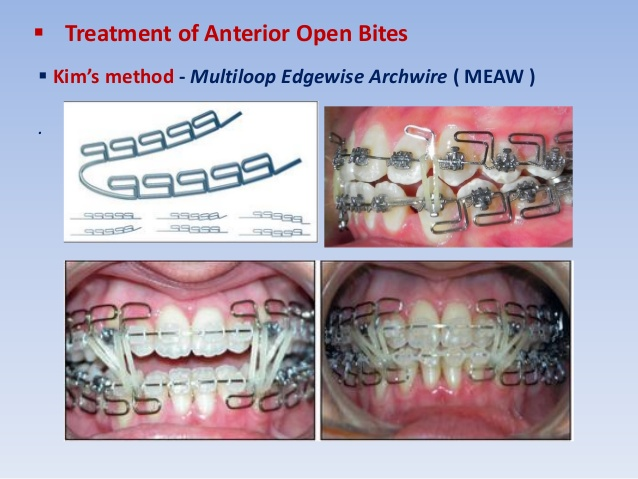 ▪ Treatment of Anterior Open Bites
▪ Kim’s method - Multiloop Edgewise Archwire ( MEAW )
.